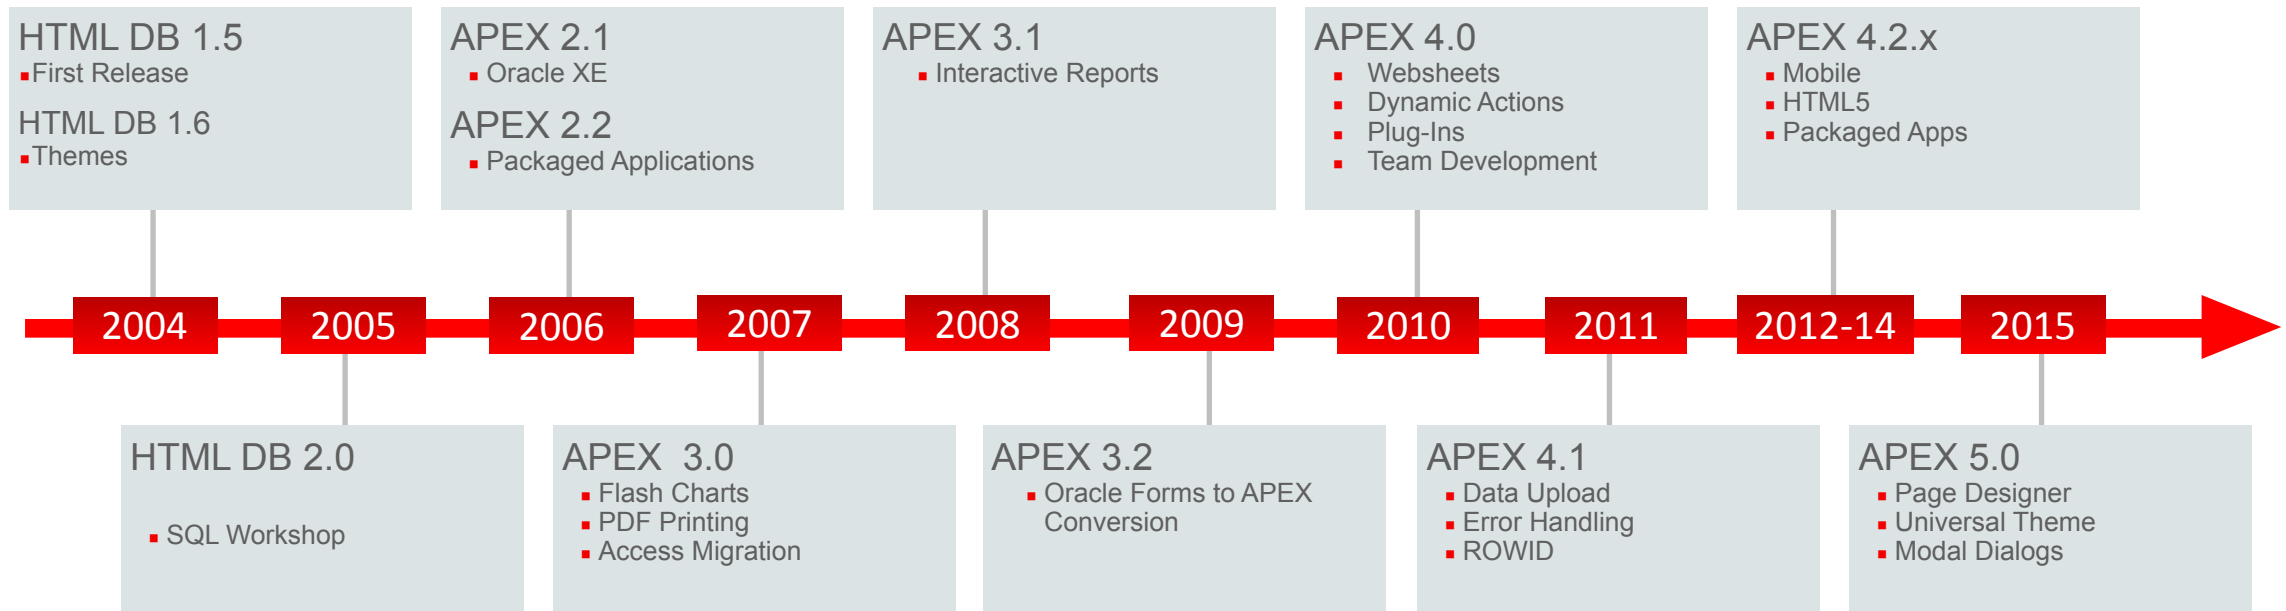 HTML DB 1.5
▪First Release
HTML DB 1.6
▪Themes
APEX 2.1
▪ Oracle XE
APEX 2.2
▪ Packaged Applications
APEX 3.1
▪ Interactive Reports
APEX 4.0
▪ Websheets
▪ Dynamic Actions
▪ Plug-Ins
▪ Team Development
APEX 4.2.x
▪ Mobile
▪ HTML5
▪ Packaged Apps
2004
2005
2006
2007
2008
2009
2010
2011
2012-14
2015
HTML DB 2.0
▪ SQL Workshop
APEX 3.0
▪ Flash Charts
▪ PDF Printing
▪ Access Migration
APEX 3.2
▪ Oracle Forms to APEX
Conversion
APEX 4.1
▪ Data Upload
▪ Error Handling
▪ ROWID
APEX 5.0
▪ Page Designer
▪ Universal Theme
▪ Modal Dialogs